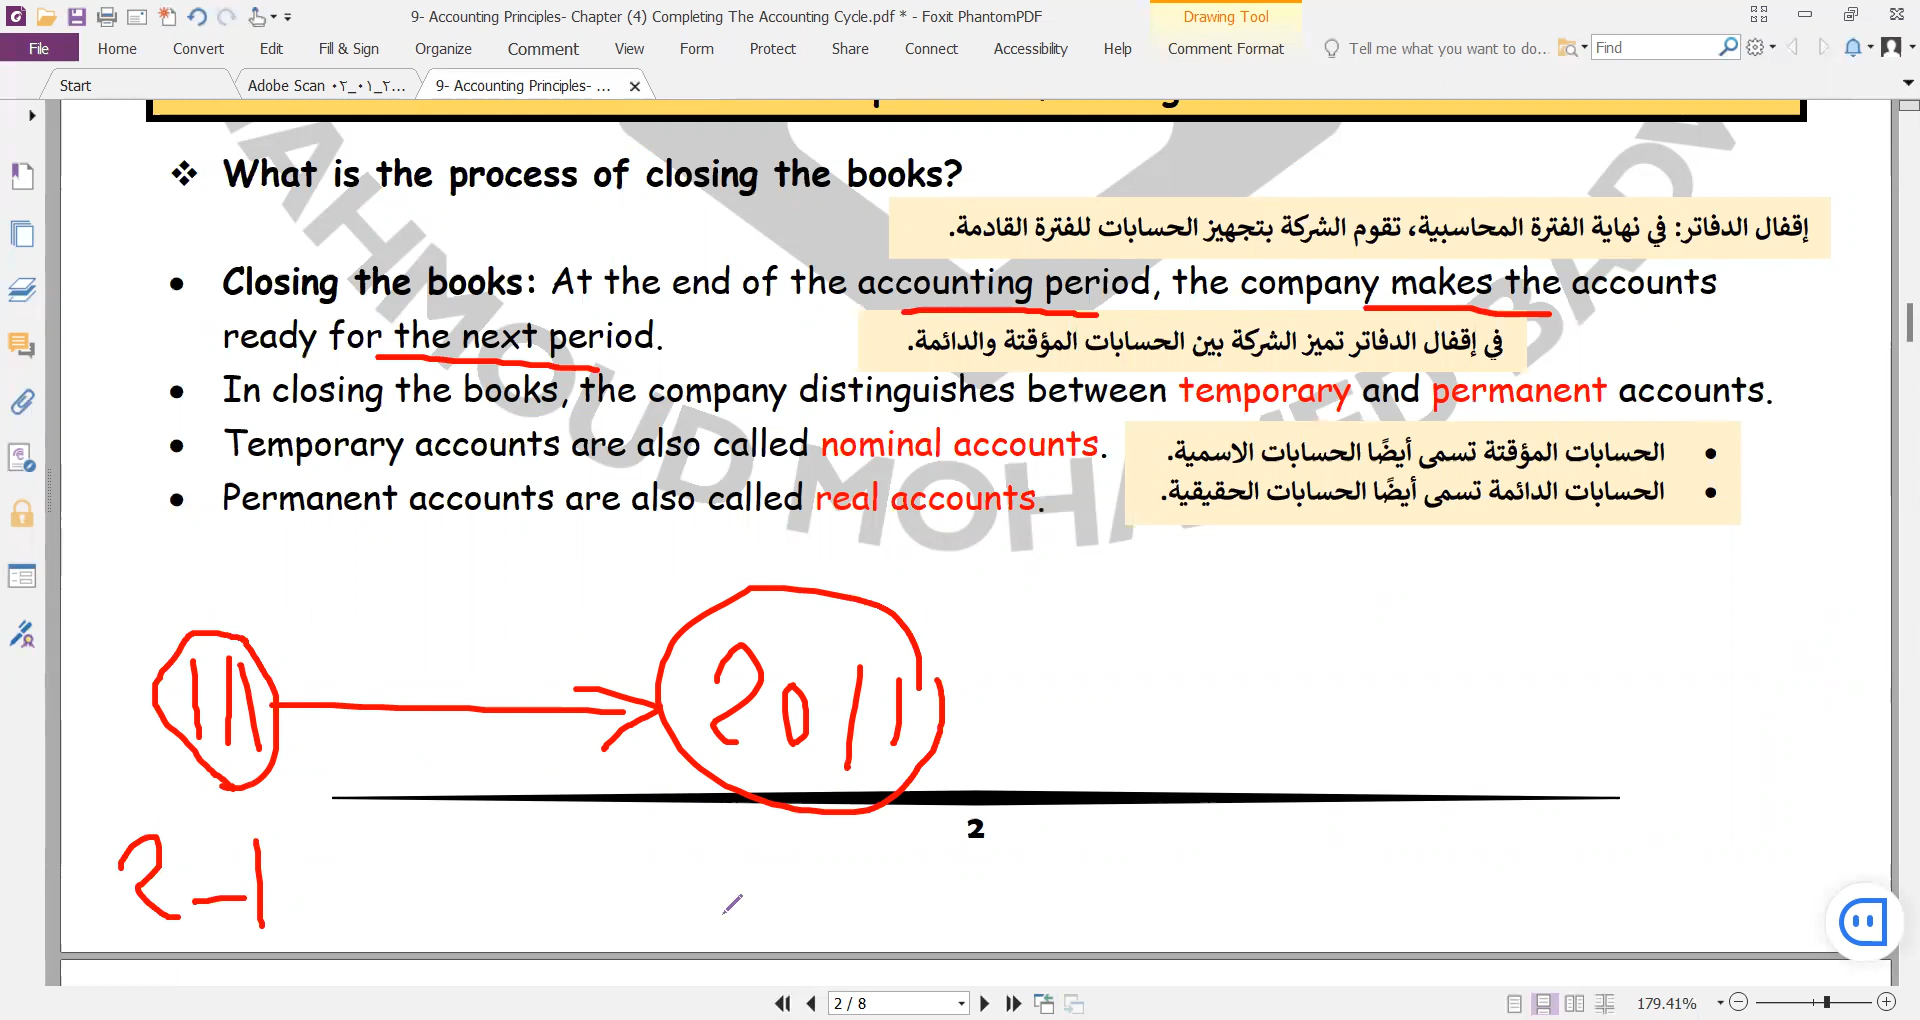 9- Accounting Principles- Chapter (4) Completing The Accounting Cycle.pdf * - Foxit PhantomPDF
Drawing Tool
File Home Convert Edit Fill & Sign Organize Comment View Form Protect Share Connect Accessibility Help Comment Format Tell me what you want to do... Find
Start
Adobe Scan ٠٢_٠١_٢...
9- Accounting Principles- ...
❖ What is the process of closing the books?
إقفال الدفاتر: في نهاية الفترة المحاسبية، تقوم الشركة بتجهيز الحسابات للفترة القادمة.
• Closing the books: At the end of the accounting period, the company makes the accounts
ready for the next period.
في إقفال الدفاتر تميز الشركة بين الحسابات المؤقتة والدائمة.
• In closing the books, the company distinguishes between temporary and permanent accounts.
• Temporary accounts are also called nominal accounts.
• الحسابات المؤقتة تسمى أيضًا الحسابات الاسمية.
• Permanent accounts are also called real accounts.
• الحسابات الدائمة تسمى أيضًا الحسابات الحقيقية.
MAHMOUD MOHAMED BADY
111
2011
2
2-1
2 / 8
179.41%